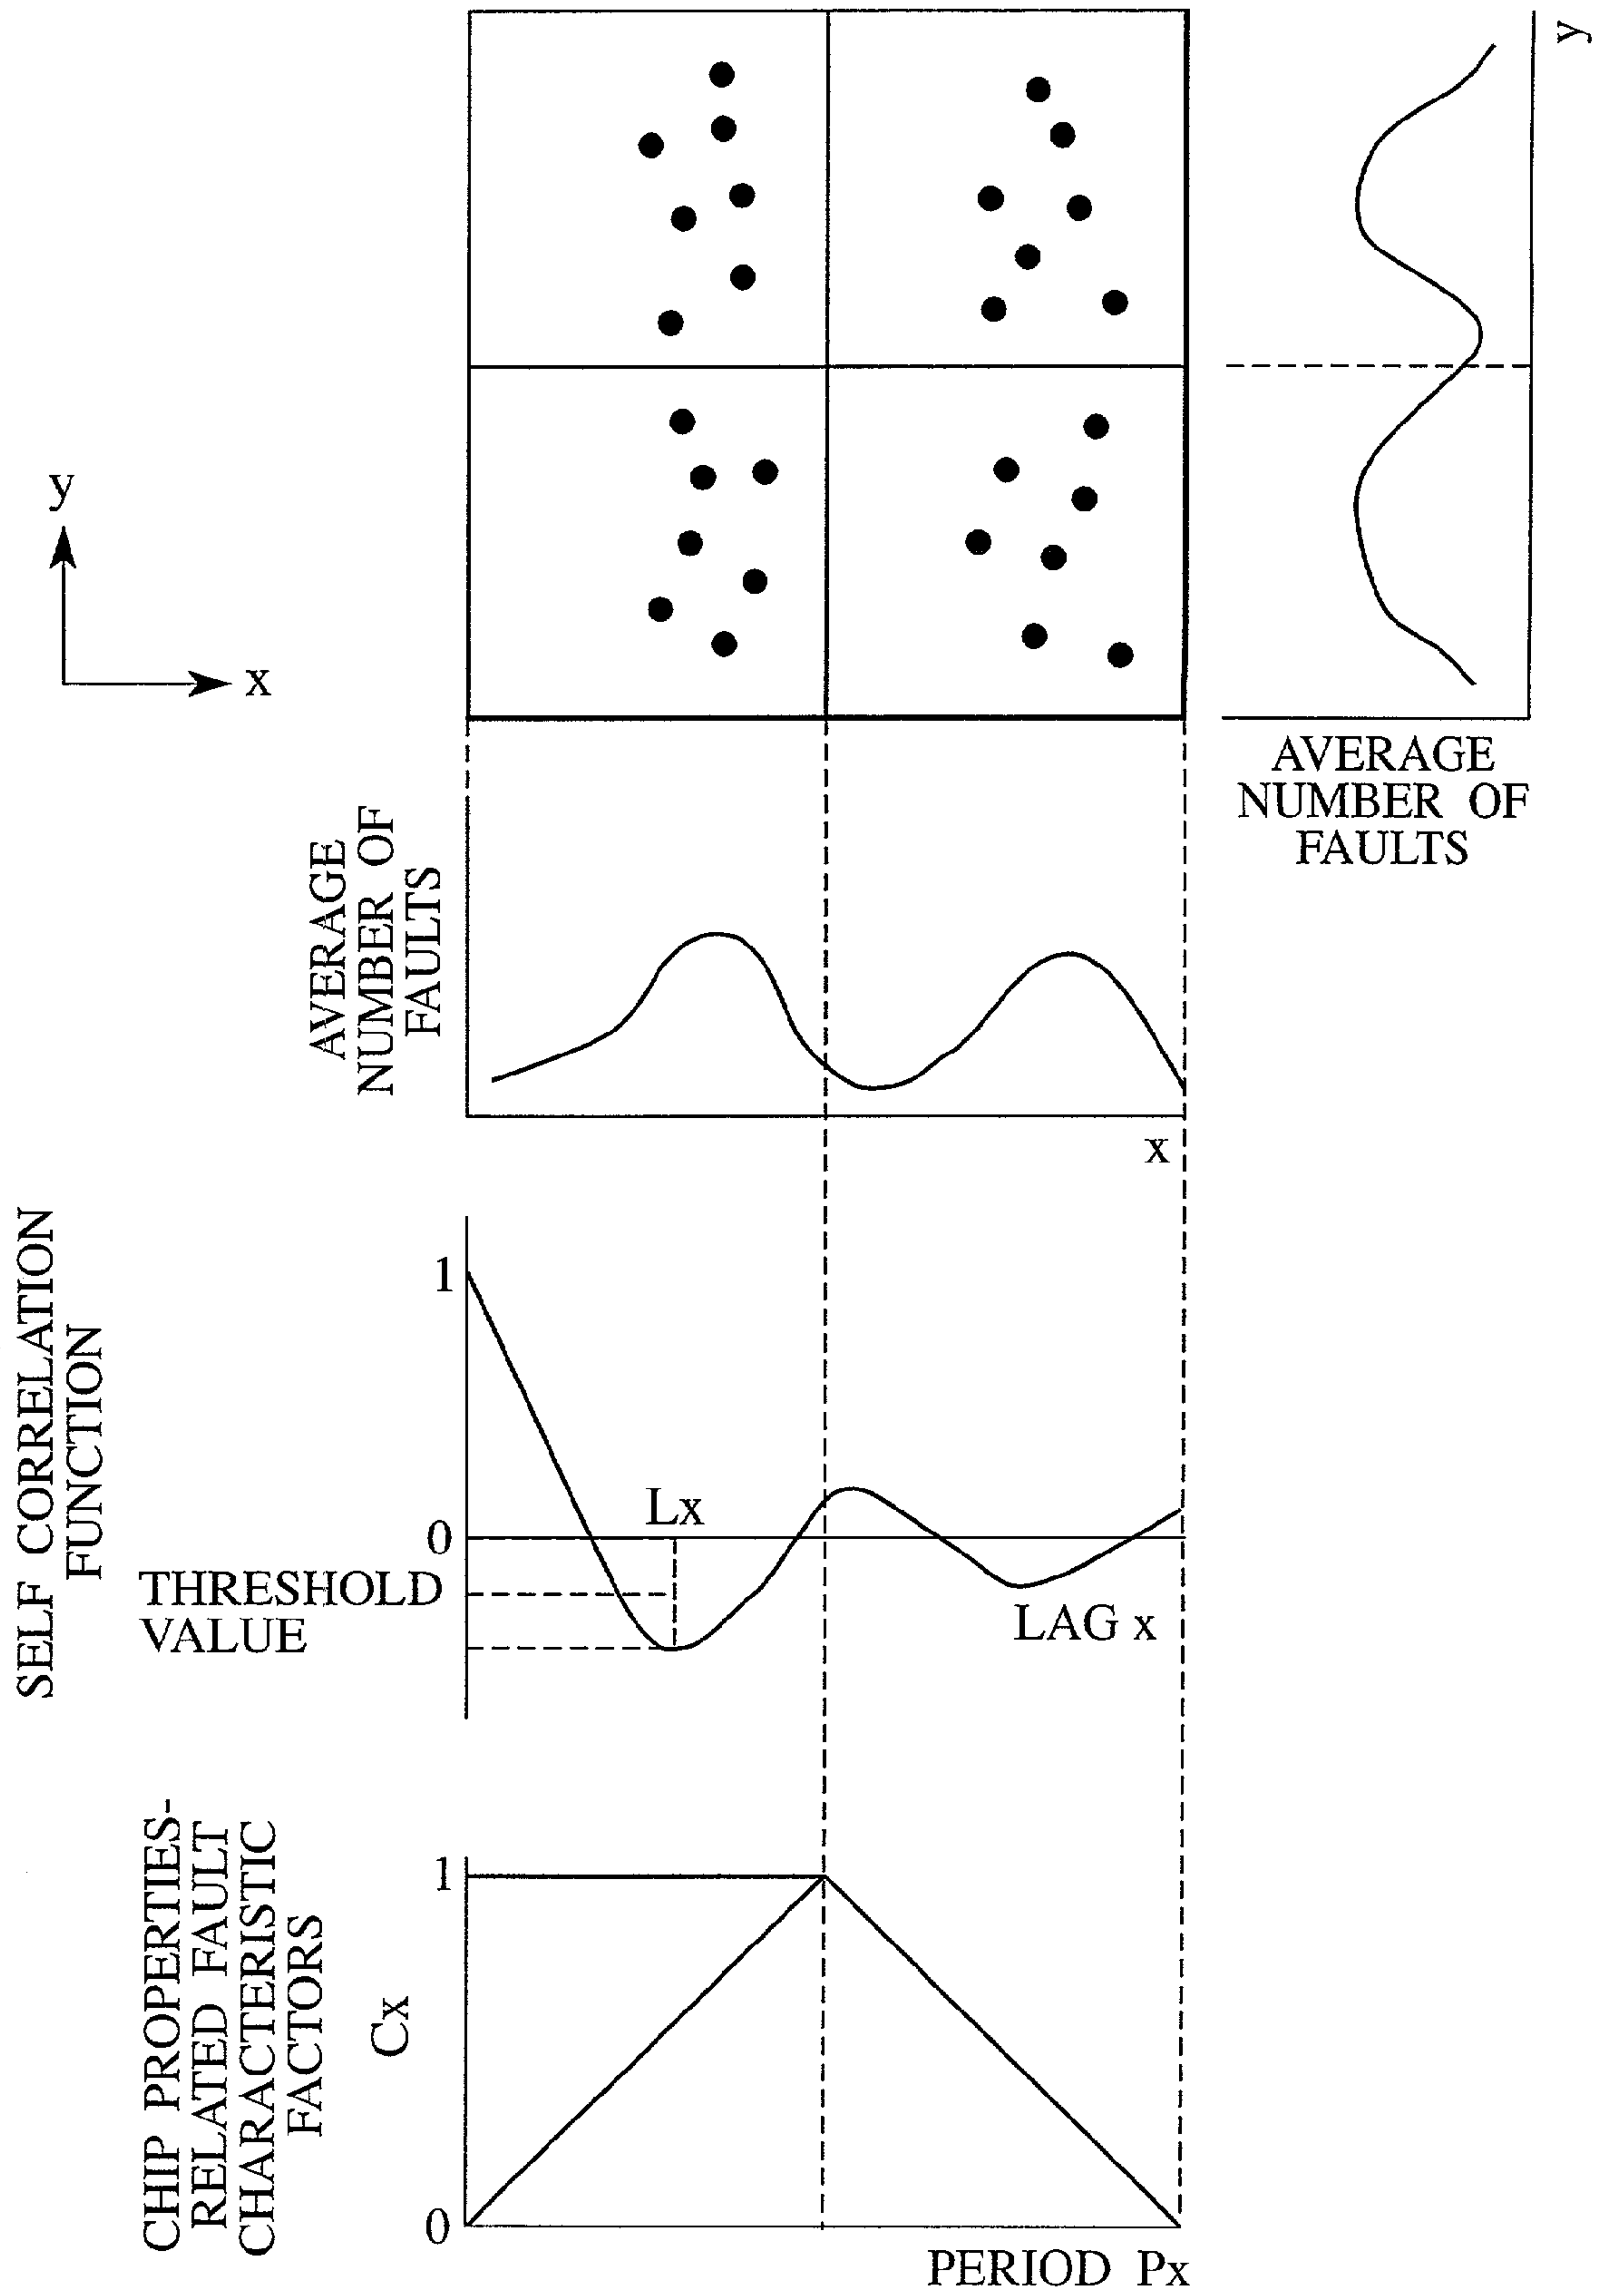 y
y
x
AVERAGE
NUMBER OF
FAULTS
AVERAGE
NUMBER OF
FAULTS
x
SELF CORRELATION
FUNCTION
1
0
Lx
THRESHOLD
VALUE
LAG x
CHIP PROPERTIES-
RELATED FAULT
CHARACTERISTIC
FACTORS
Cx
1
0
PERIOD Px